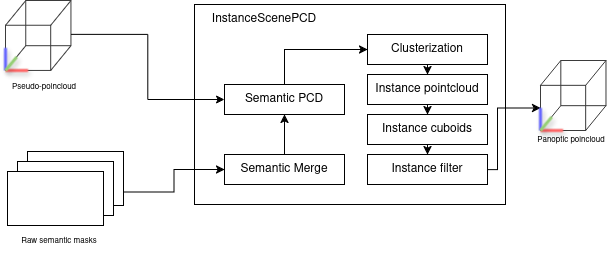 InstanceScenePCD
Pseudo-poincloud
Clusterization
Semantic PCD
Instance pointcloud
Instance cuboids
Panoptic poincloud
Semantic Merge
Instance filter
Raw semantic masks